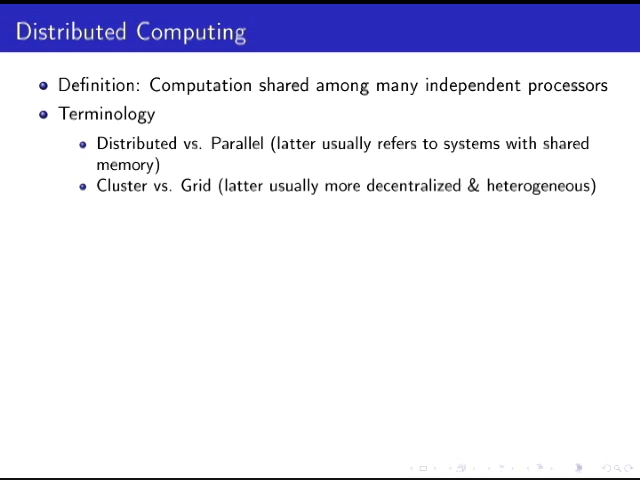 Distributed Computing
Definition: Computation shared among many independent processors
Terminology
Distributed vs. Parallel (latter usually refers to systems with shared
memory)
Cluster vs. Grid (latter usually more decentralized & heterogeneous)